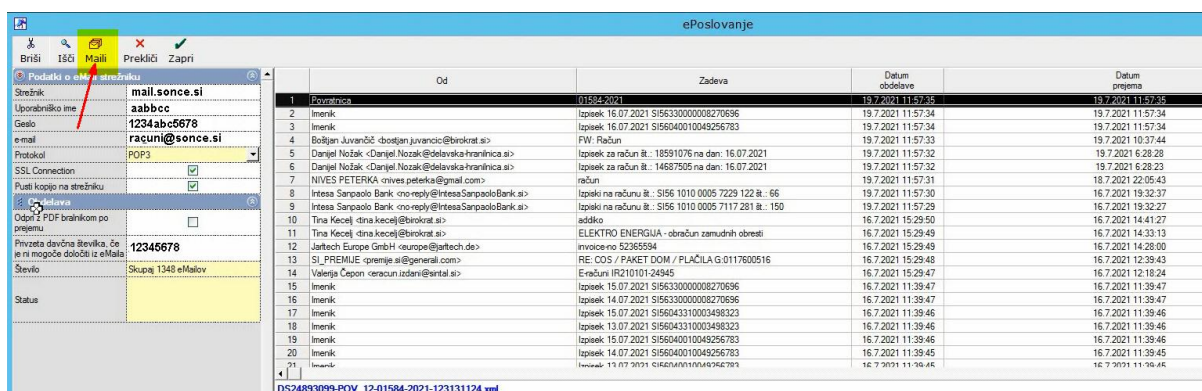 ePoslovanje
Briši Išči Maili Prekliči Zapri
Podatki o eMail strežniku
Strežnik mail.sonce.si
Uporabniško ime aabbcc
Geslo 1234abc5678
e-mail računi@sonce.si
Protokol POP3
SSL Connection
Pusti kopijo na strežniku
Obdelava
Odpri z PDF bralnikom po
prejemu
Privzeta davčna številka, če
je ni mogoče določiti iz eMaila 12345678
Število Skupaj 1348 eMailov
Status
Od Zadeva Datum obdelave Datum prejema
1 Povratnica 01584-2021 19.7.2021 11:57:35 19.7.2021 11:57:35
2 Imenik Izpisek 16.07.2021 SI56330000008270696 19.7.2021 11:57:34 19.7.2021 11:57:34
3 Imenik Izpisek 16.07.2021 SI56040010049256783 19.7.2021 11:57:34 19.7.2021 11:57:34
4 Boštjan Juvančič <bostjan.juvancic@birokrat.si> FW: Račun 19.7.2021 11:57:33 19.7.2021 10:37:44
5 Danijel Nožak <Danijel.Nozak@delavska-hranilnica.si> Izpisek za račun št.: 18591076 na dan: 16.07.2021 19.7.2021 11:57:32 19.7.2021 6:28:28
6 Danijel Nožak <Danijel.Nozak@delavska-hranilnica.si> Izpisek za račun št.: 14687505 na dan: 16.07.2021 19.7.2021 11:57:32 19.7.2021 6:28:23
7 NIVES PETERKA <nives.peterka@gmail.com> račun 19.7.2021 11:57:31 18.7.2021 22:05:43
8 Intesa Sanpaolo Bank <no-reply@IntesaSanpaoloBank.si> Izpiski na računu št.: SI56 1010 0005 7229 122 št.: 66 19.7.2021 11:57:30 16.7.2021 19:32:37
9 Intesa Sanpaolo Bank <no-reply@IntesaSanpaoloBank.si> Izpiski na računu št.: SI56 1010 0005 7117 281 št.: 150 19.7.2021 11:57:29 16.7.2021 19:32:27
10 Tina Kecelj <tina.kecelj@birokrat.si> addiko 16.7.2021 15:29:50 16.7.2021 14:41:27
11 Tina Kecelj <tina.kecelj@birokrat.si> ELEKTRO ENERGIJA - obračun zamudnih obresti 16.7.2021 15:29:49 16.7.2021 14:33:13
12 Jartech Europe GmbH <europe@jartech.de> invoice-no 52365594 16.7.2021 15:29:49 16.7.2021 14:28:00
13 SI_PREMIJE <premije.si@generali.com> RE: COS / PAKET DOM / PLAČILA G:0117600516 16.7.2021 15:29:48 16.7.2021 12:39:43
14 Valerija Čepon <eracun.izdani@sintal.si> E-računi IR210101-24945 16.7.2021 15:29:47 16.7.2021 12:18:24
15 Imenik Izpisek 15.07.2021 SI56330000008270696 16.7.2021 11:39:47 16.7.2021 11:39:47
16 Imenik Izpisek 14.07.2021 SI56330000008270696 16.7.2021 11:39:47 16.7.2021 11:39:47
17 Imenik Izpisek 15.07.2021 SI56043310003498323 16.7.2021 11:39:46 16.7.2021 11:39:46
18 Imenik Izpisek 13.07.2021 SI56043310003498323 16.7.2021 11:39:46 16.7.2021 11:39:46
19 Imenik Izpisek 15.07.2021 SI56040010049256783 16.7.2021 11:39:46 16.7.2021 11:39:46
20 Imenik Izpisek 14.07.2021 SI56040010049256783 16.7.2021 11:39:45 16.7.2021 11:39:45
21 Imenik Izpisek 13.07.2021 SI56040010049256783 16.7.2021 11:39:45 16.7.2021 11:39:45
DS24893099-POV_12-01584-2021-123131124.xml